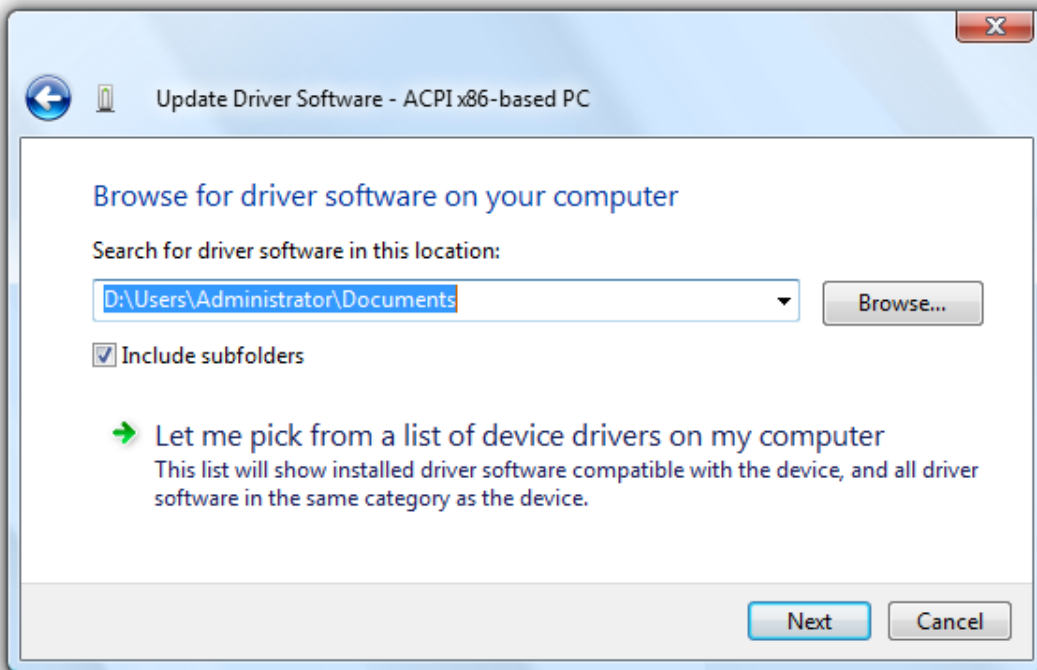 Update Driver Software - ACPI x86-based PC
Browse for driver software on your computer
Search for driver software in this location:
D:\Users\Administrator\Documents
Browse...
Include subfolders
Let me pick from a list of device drivers on my computer
This list will show installed driver software compatible with the device, and all driver
software in the same category as the device.
Next Cancel